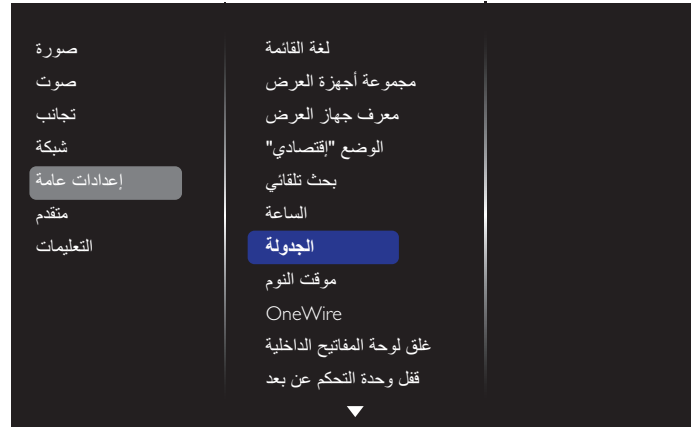 صورة
صوت
تجانب
شبكة
إعدادات عامة
متقدم
التعليمات
لغة القائمة
مجموعة أجهزة العرض
معرف جهاز العرض
الوضع "إقتصادي"
بحث تلقائي
الساعة
الجدولة
موقت النوم
OneWire
غلق لوحة المفاتيح الداخلية
قفل وحدة التحكم عن بعد